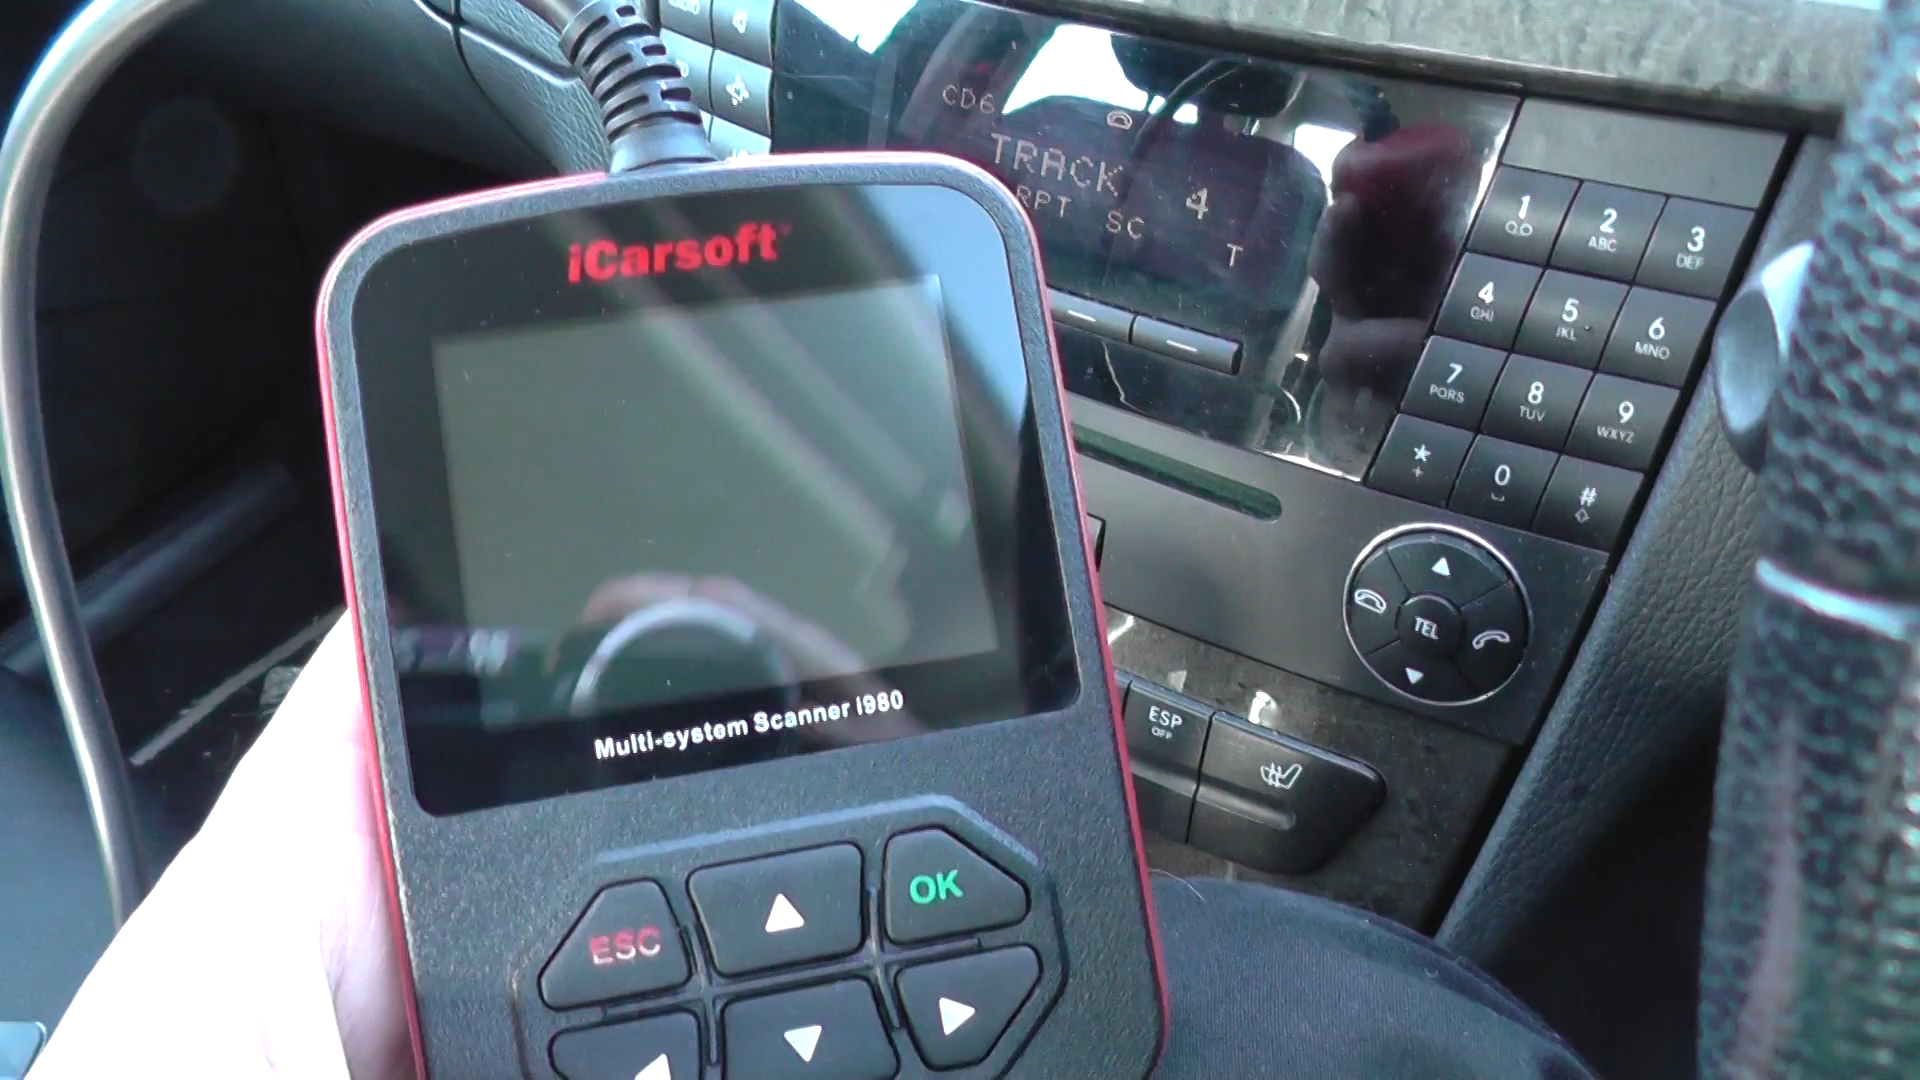 CD6
TRACK 4
RPT SC
T
iCarsoft
Multi-system Scanner i980
ESC
OK
1
2 ABC
3 DEF
4 GHI
5 JKL
6 MNO
7 PQRS
8 TUV
9 WXYZ
*
+
0
#
TEL
ESP
OFF